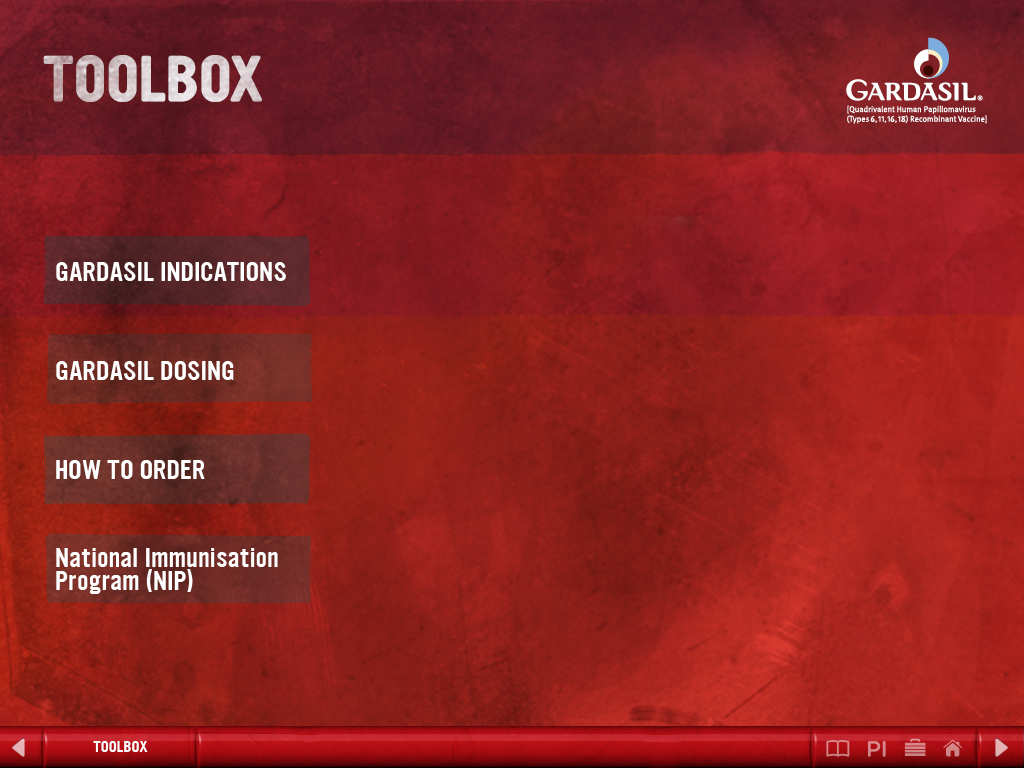 TOOLBOX
GARDASIL®
[Quadrivalent Human Papillomavirus
(Types 6, 11, 16, 18) Recombinant Vaccine]
GARDASIL INDICATIONS
GARDASIL DOSING
HOW TO ORDER
National Immunisation
Program (NIP)
TOOLBOX
PI